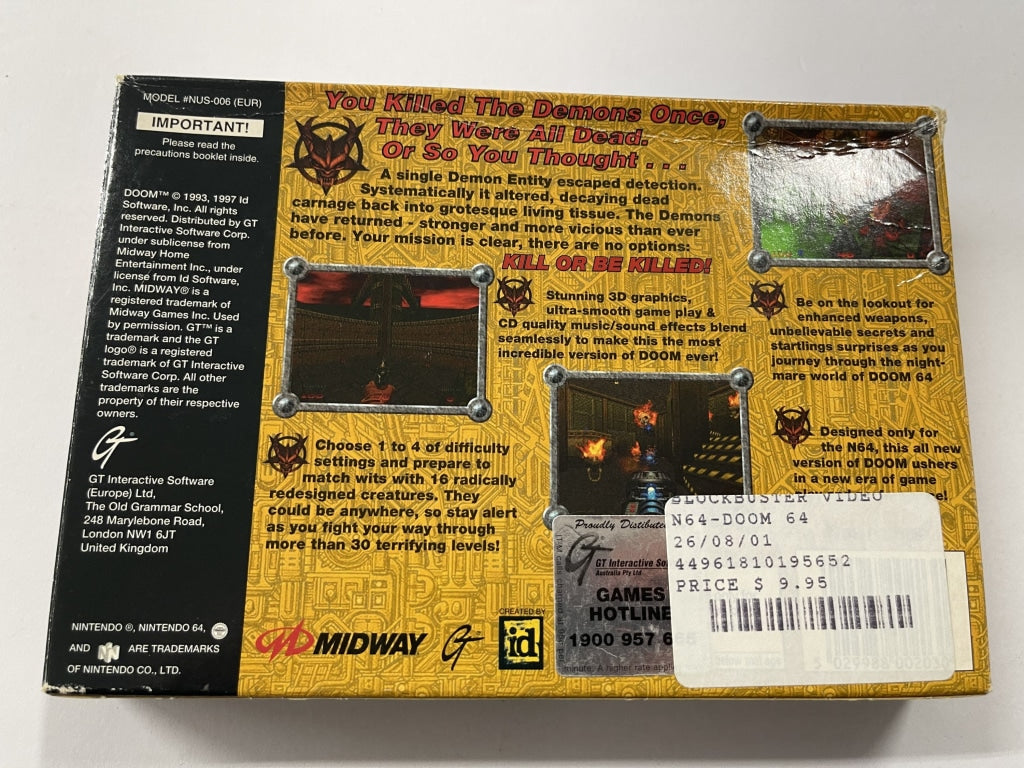 MODEL #NUS-006 (EUR)
IMPORTANT!
Please read the
precautions booklet inside.
DOOM™ © 1993, 1997 Id
Software, Inc. All rights
reserved. Distributed by GT
Interactive Software Corp.
under sublicense from
Midway Home
Entertainment Inc., under
license from Id Software,
Inc. MIDWAY® is a
registered trademark of
Midway Games Inc. Used
by permission. GT™ is a
trademark and the GT
logo® is a registered
trademark of GT Interactive
Software Corp. All other
trademarks are the
property of their respective
owners.
GT
GT Interactive Software
(Europe) Ltd,
The Old Grammar School,
248 Marylebone Road,
London NW1 6JT
United Kingdom
NINTENDO ®, NINTENDO 64,
AND N ARE TRADEMARKS
OF NINTENDO CO., LTD.
You Killed The Demons Once,
They Were All Dead.
Or So You Thought . . .
A single Demon Entity escaped detection.
Systematically it altered, decaying dead
carnage back into grotesque living tissue. The Demons
have returned - stronger and more vicious than ever
before. Your mission is clear, there are no options:
KILL OR BE KILLED!
Stunning 3D graphics,
ultra-smooth game play &
CD quality music/sound effects blend
seamlessly to make this the most
incredible version of DOOM ever!
Be on the lookout for
enhanced weapons,
unbelievable secrets and
startlings surprises as you
journey through the night-
mare world of DOOM 64
Choose 1 to 4 of difficulty
settings and prepare to
match wits with 16 radically
redesigned creatures. They
could be anywhere, so stay alert
as you fight your way through
more than 30 terrifying levels!
Designed only for
the N64, this all new
version of DOOM ushers
in a new era of game
MIDWAY
GT
CREATED BY
id
Proudly
GT Interactive
Australia Pty Ltd
GAMES
HOTLINE
1900 957
minute. A higher rate
BLOCKBUSTER VIDEO
N64-DOOM 64
26/08/01
44961810195652
PRICE $ 9.95